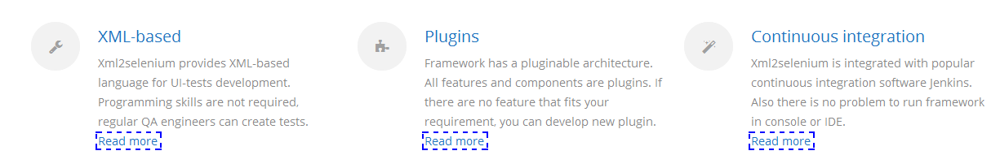 XML-based
Xml2selenium provides XML-based
language for UI-tests development.
Programming skills are not required,
regular QA engineers can create tests.
Read more
Plugins
Framework has a pluginable architecture.
All features and components are plugins. If
there are no feature that fits your
requirement, you can develop new plugin.
Read more
Continuous integration
Xml2selenium is integrated with popular
continuous integration software Jenkins.
Also there is no problem to run framework
in console or IDE.
Read more